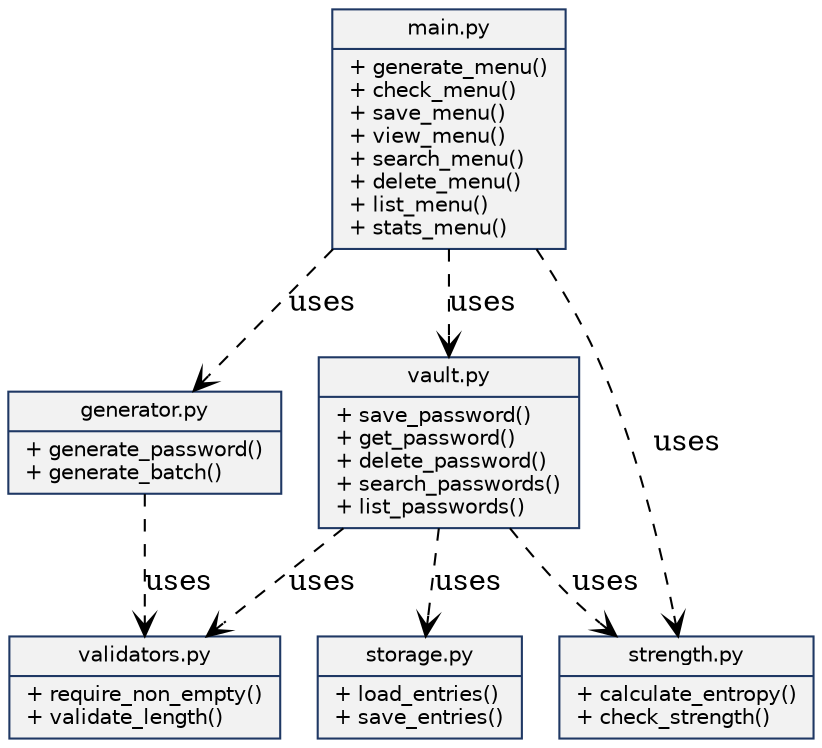 main.py
+ generate_menu()
+ check_menu()
+ save_menu()
+ view_menu()
+ search_menu()
+ delete_menu()
+ list_menu()
+ stats_menu()
uses
uses
vault.py
+ save_password()
+ get_password()
+ delete_password()
+ search_passwords()
+ list_passwords()
generator.py
+ generate_password()
+ generate_batch()
uses
uses
uses
uses
uses
validators.py
+ require_non_empty()
+ validate_length()
storage.py
+ load_entries()
+ save_entries()
strength.py
+ calculate_entropy()
+ check_strength()